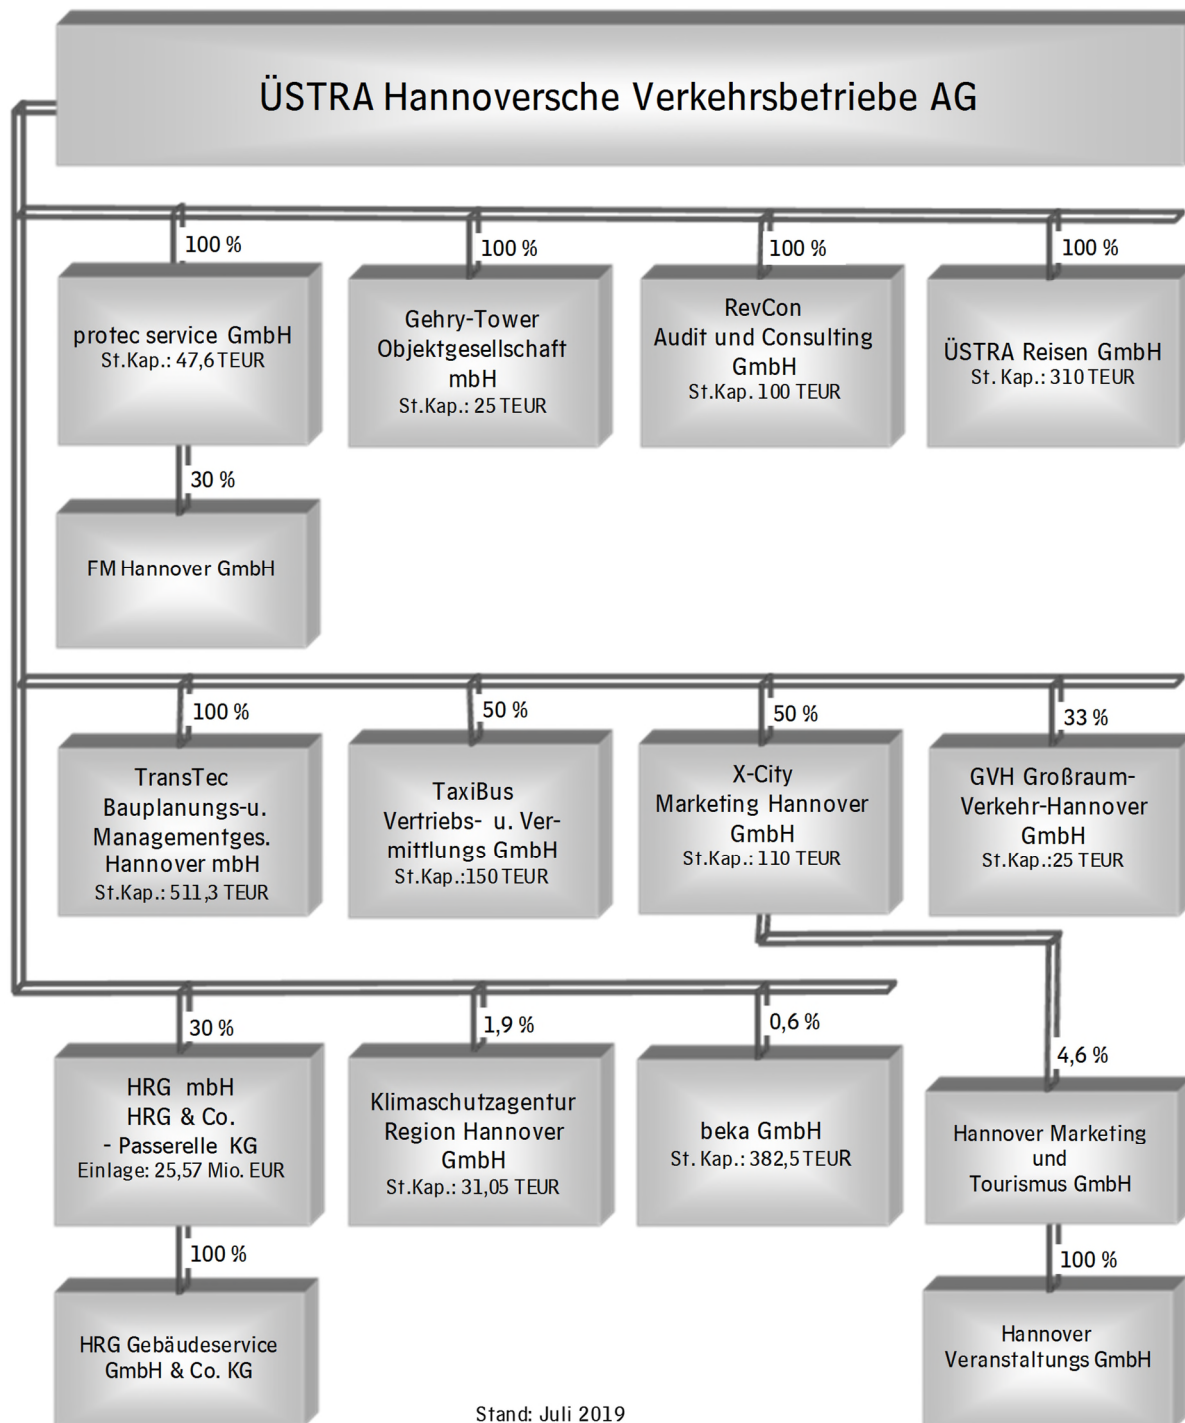 ÜSTRA Hannoversche Verkehrsbetriebe AG
100 %
100 %
100 %
100 %
protec service GmbH
St.Kap.: 47,6 TEUR
Gehry-Tower
Objektgesellschaft
mbH
St.Kap.: 25 TEUR
RevCon
Audit und Consulting
GmbH
St.Kap. 100 TEUR
ÜSTRA Reisen GmbH
St. Kap.: 310 TEUR
30 %
FM Hannover GmbH
100 %
50 %
50 %
33 %
TransTec
Bauplanungs-u.
Managementges.
Hannover mbH
St.Kap.: 511,3 TEUR
TaxiBus
Vertriebs- u. Ver-
mittlungs GmbH
St.Kap.:150 TEUR
X-City
Marketing Hannover
GmbH
St.Kap.: 110 TEUR
GVH Großraum-
Verkehr-Hannover
GmbH
St.Kap.:25 TEUR
30 %
1,9 %
0,6 %
4,6 %
HRG mbH
HRG & Co.
- Passerelle KG
Einlage: 25,57 Mio. EUR
Klimaschutzagentur
Region Hannover
GmbH
St.Kap.: 31,05 TEUR
beka GmbH
St. Kap.: 382,5 TEUR
Hannover Marketing
und
Tourismus GmbH
100 %
100 %
HRG Gebäudeservice
GmbH & Co. KG
Hannover
Veranstaltungs GmbH
Stand: Juli 2019